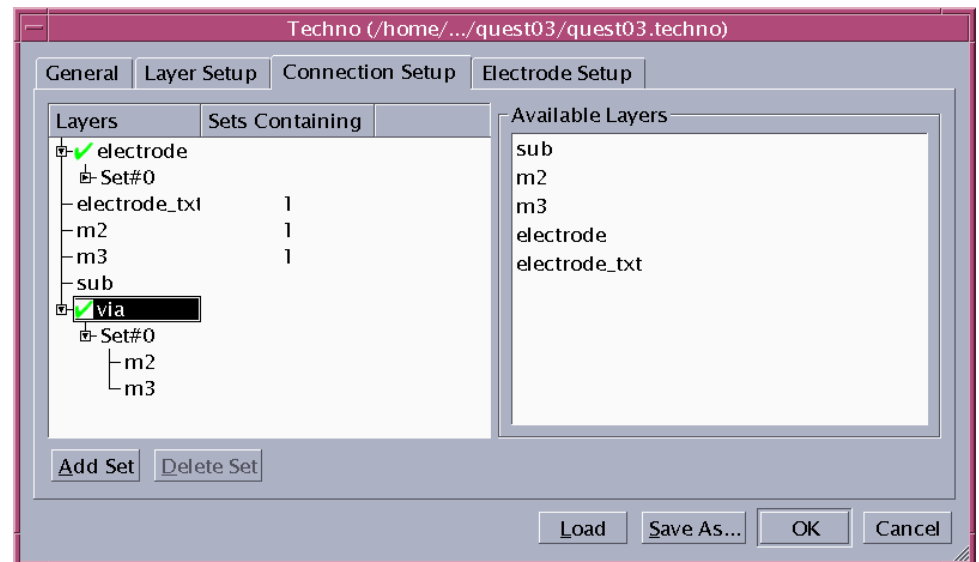 Techno (/home/.../quest03/quest03.techno)
General Layer Setup Connection Setup Electrode Setup
Layers Sets Containing
electrode
Set#0
electrode_txt 1
m2 1
m3 1
sub
via
Set#0
m2
m3
Available Layers
sub
m2
m3
electrode
electrode_txt
Add Set Delete Set
Load Save As... OK Cancel